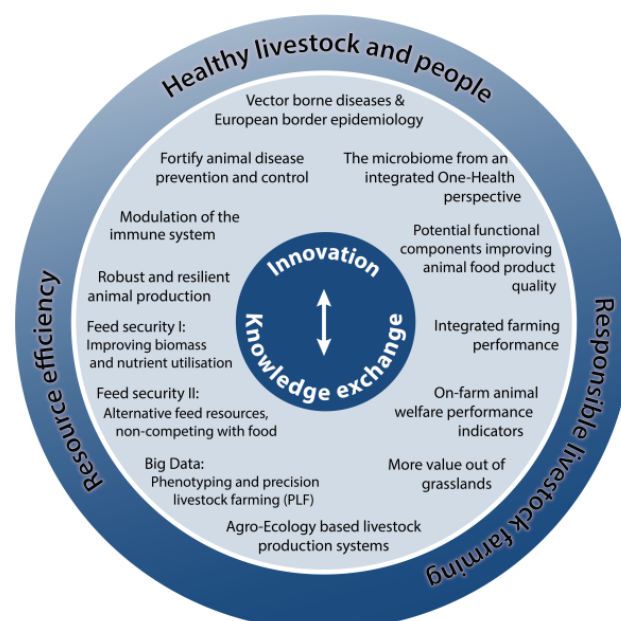 Healthy livestock and people
Vector borne diseases &
European border epidemiology
Fortify animal disease
prevention and control
The microbiome from an
integrated One-Health
perspective
Modulation of the
immune system
Potential functional
components improving
animal food product
quality
Innovation
Knowledge exchange
Robust and resilient
animal production
Integrated farming
performance
Feed security I:
Improving biomass
and nutrient utilisation
Feed security II:
Alternative feed resources,
non-competing with food
On-farm animal
welfare performance
indicators
Big Data:
Phenotyping and precision
livestock farming (PLF)
More value out of
grasslands
Agro-Ecology based livestock
production systems
Resource efficiency
Responsible livestock farming